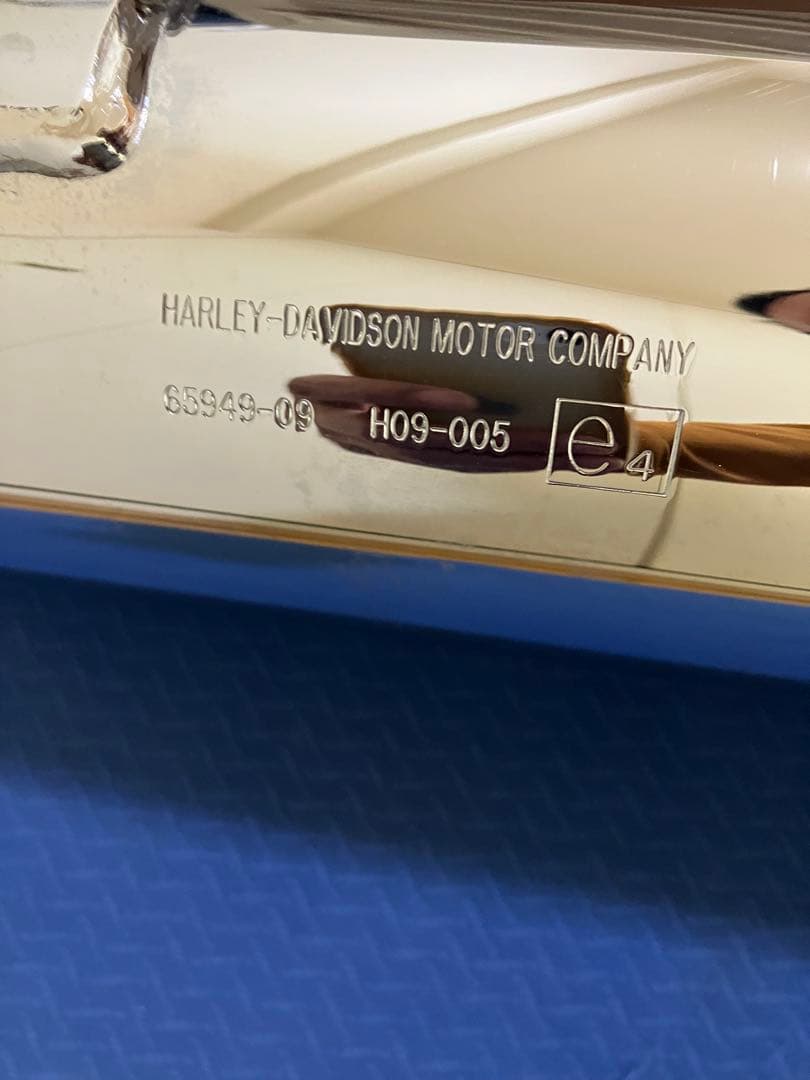 HARLEY-DAVIDSON MOTOR COMPANY
65949-09 H09-005 e4